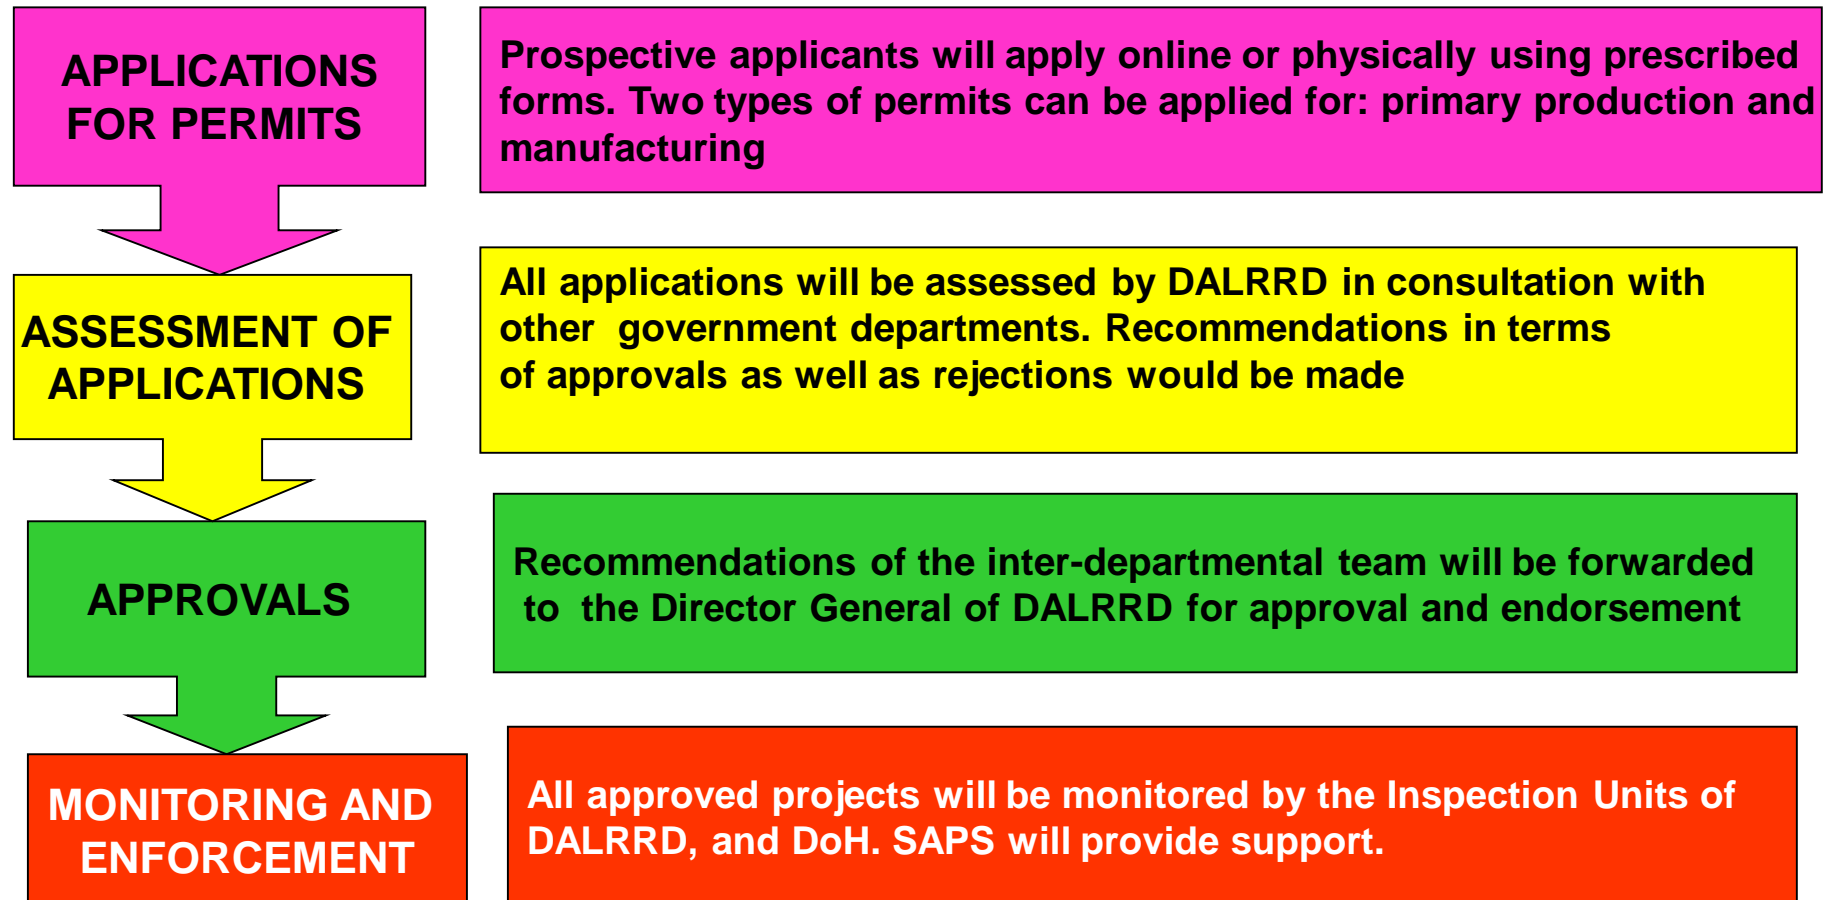 APPLICATIONS
FOR PERMITS
Prospective applicants will apply online or physically using prescribed
forms. Two types of permits can be applied for: primary production and
manufacturing
ASSESSMENT OF
APPLICATIONS
All applications will be assessed by DALRRD in consultation with
other government departments. Recommendations in terms
of approvals as well as rejections would be made
APPROVALS
Recommendations of the inter-departmental team will be forwarded
to the Director General of DALRRD for approval and endorsement
MONITORING AND
ENFORCEMENT
All approved projects will be monitored by the Inspection Units of
DALRRD, and DoH. SAPS will provide support.